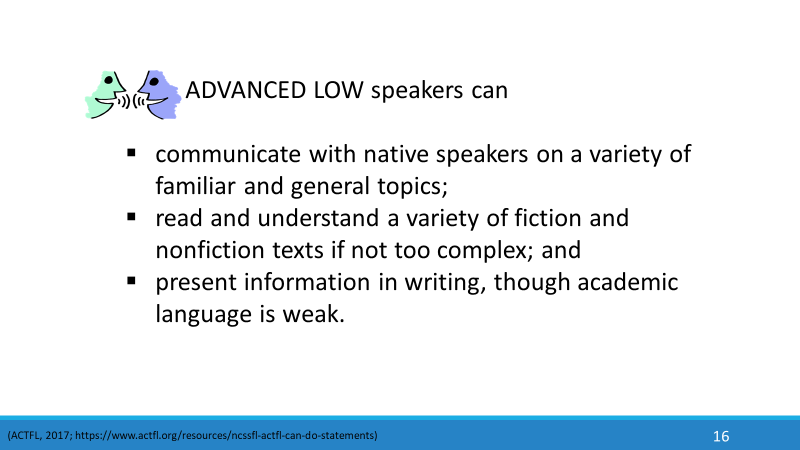 ADVANCED LOW speakers can
▪ communicate with native speakers on a variety of
familiar and general topics;
▪ read and understand a variety of fiction and
nonfiction texts if not too complex; and
▪ present information in writing, though academic
language is weak.
(ACTFL, 2017; https://www.actfl.org/resources/ncssfl-actfl-can-do-statements)
16